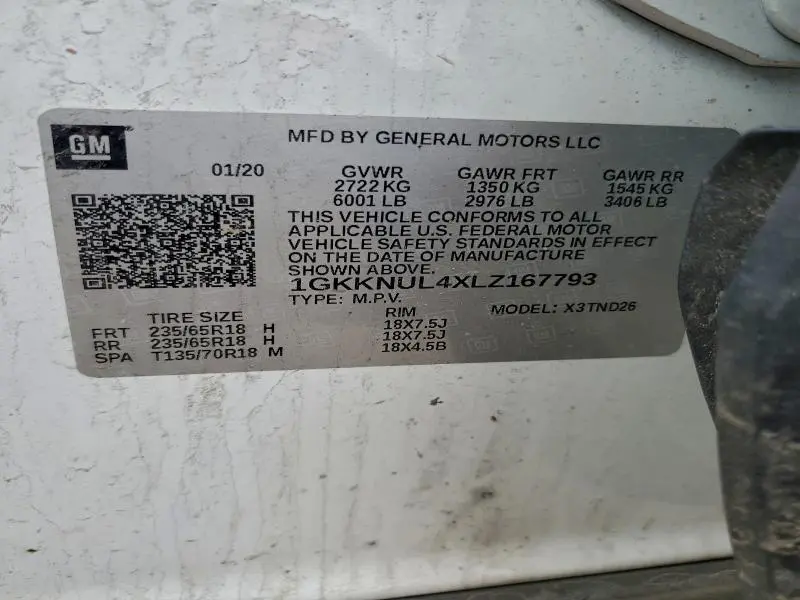 GM
MFD BY GENERAL MOTORS LLC
01/20 GVWR GAWR FRT GAWR RR
2722 KG 1350 KG 1545 KG
6001 LB 2976 LB 3406 LB
THIS VEHICLE CONFORMS TO ALL
APPLICABLE U.S. FEDERAL MOTOR
VEHICLE SAFETY STANDARDS IN EFFECT
ON THE DATE OF MANUFACTURE
SHOWN ABOVE.
1GKKNUL4XLZ167793
TYPE: M.P.V. MODEL: X3TND26
TIRE SIZE RIM
FRT 235/65R18 H 18X7.5J
RR 235/65R18 H 18X7.5J
SPA T135/70R18 M 18X4.5B